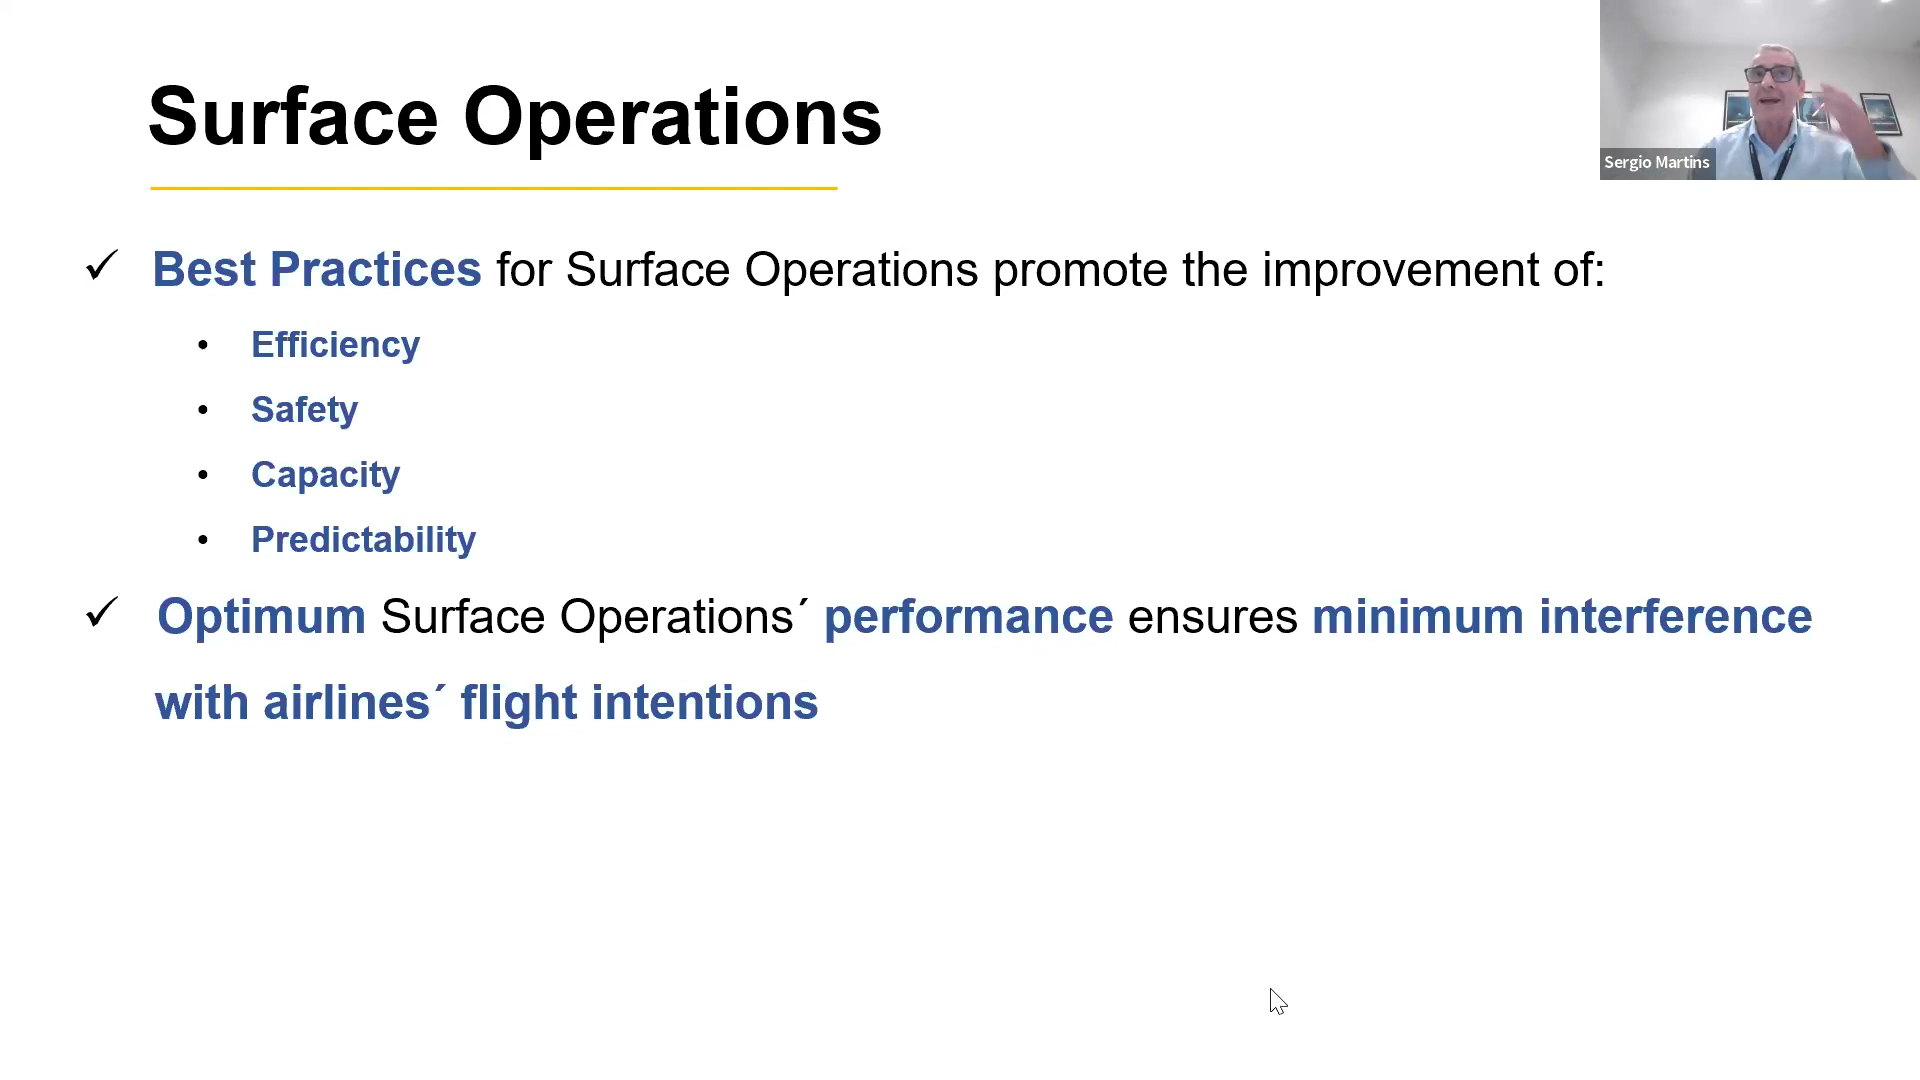 Surface Operations
Sergio Martins
✓ Best Practices for Surface Operations promote the improvement of:
• Efficiency
• Safety
• Capacity
• Predictability
✓ Optimum Surface Operations´ performance ensures minimum interference
with airlines´ flight intentions